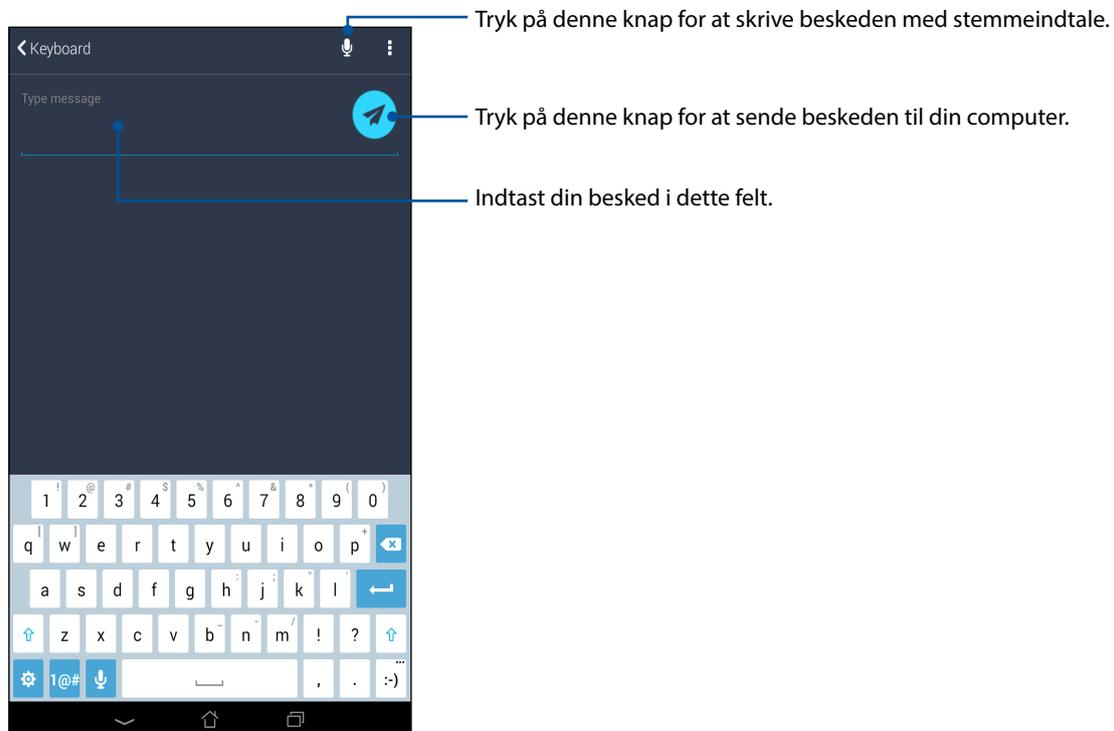 Tryk på denne knap for at skrive beskeden med stemmeindtale.
Keyboard
Type message
Tryk på denne knap for at sende beskeden til din computer.
Indtast din besked i dette felt.
! @ # $ % ^ & * ( )
1 2 3 4 5 6 7 8 9 0
[ ] +
q w e r t y u i o p
: ; " '
a s d f g h j k l
_ - /
z x c v b n m ! ?
1@# , . :-)